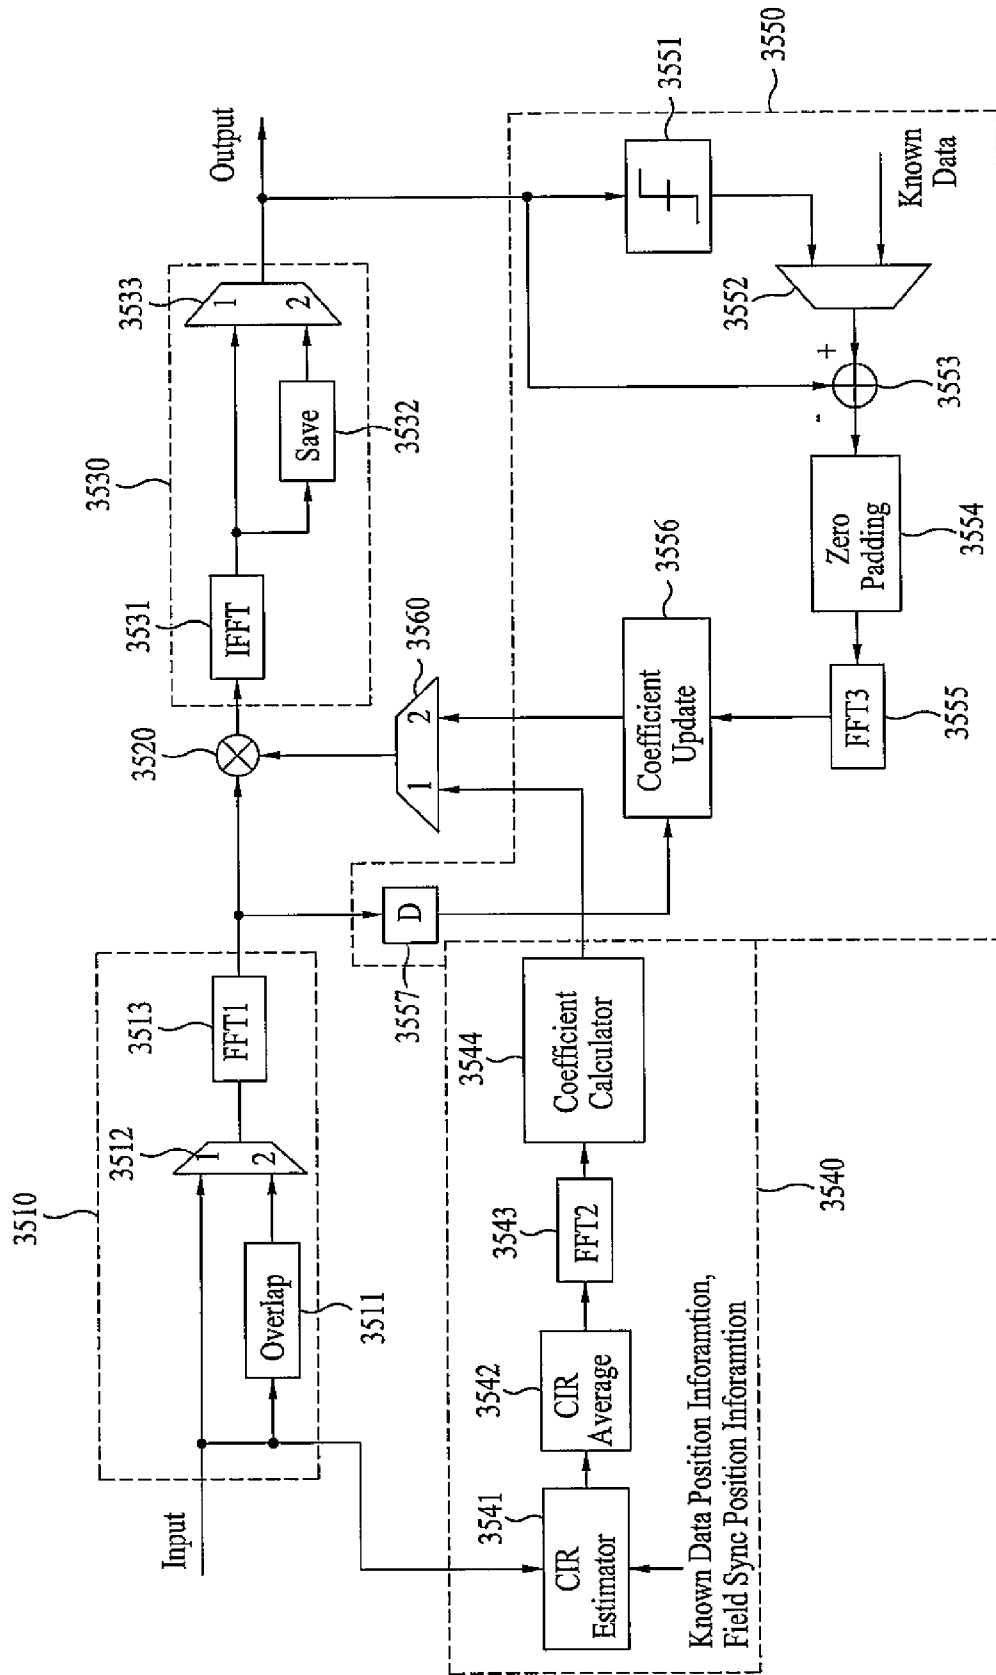 Input
3510
3512
1
2
3513
FFT1
Overlap
3511
3520
3530
3531
IFFT
Save
3532
3533
1
2
Output
D
3557
3560
1
2
3541
CIR
Estimator
3542
CIR
Average
3543
FFT2
3544
Coefficient
Calculator
3540
Known Data Position Inforamtion,
Field Sync Position Inforamtion
3556
Coefficient
Update
FFT3
3555
Zero
Padding
3554
+
-
3553
3552
3551
3550
Known
Data